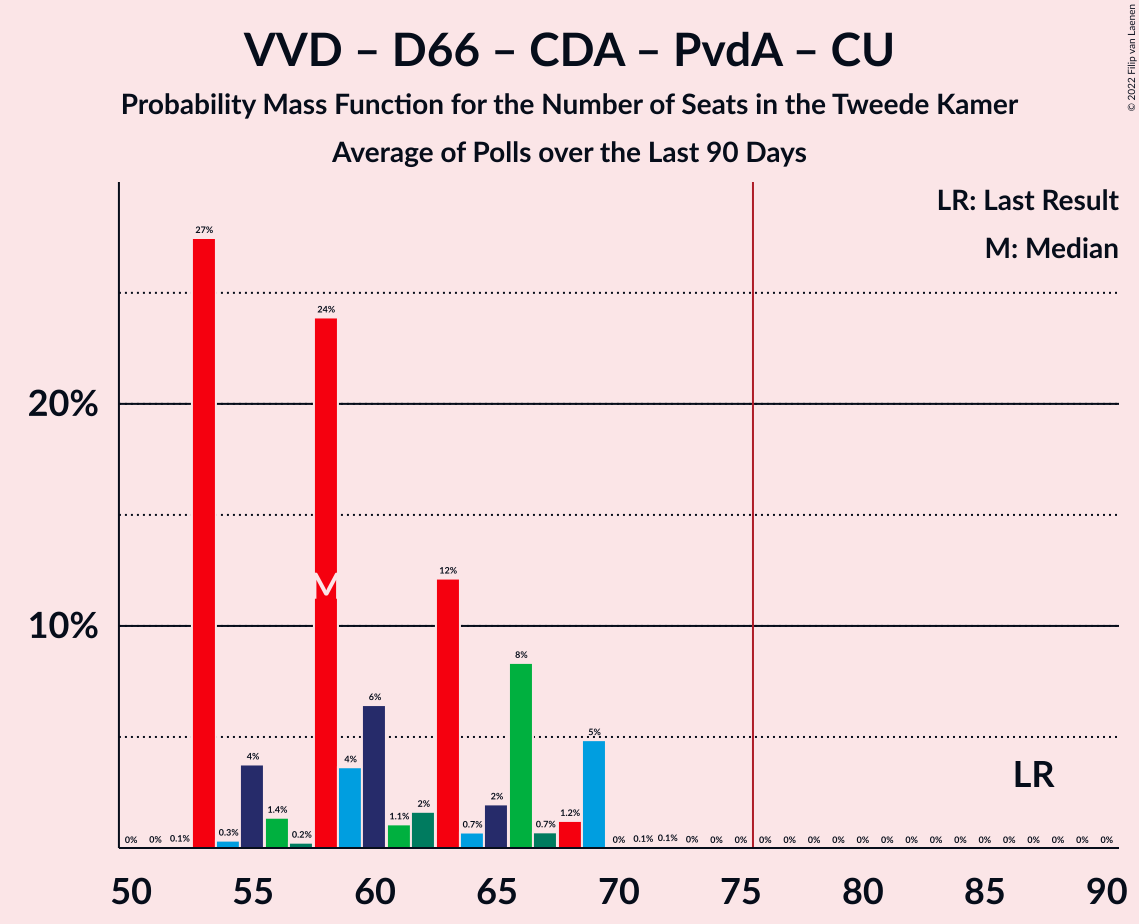 VVD – D66 – CDA – PvdA – CU
Probability Mass Function for the Number of Seats in the Tweede Kamer
Average of Polls over the Last 90 Days
© 2022 Filip van Laenen
LR: Last Result
M: Median
20%
10%
0% 0% 0.1% 27% 0.3% 4% 1.4% 0.2% 24% 4% 6% 1.1% 2% 12% 0.7% 2% 8% 0.7% 1.2% 5% 0% 0.1% 0.1% 0% 0% 0% 0% 0% 0% 0% 0% 0% 0% 0% 0% 0% 0% 0% 0% 0% 0%
M
LR
50 55 60 65 70 75 80 85 90